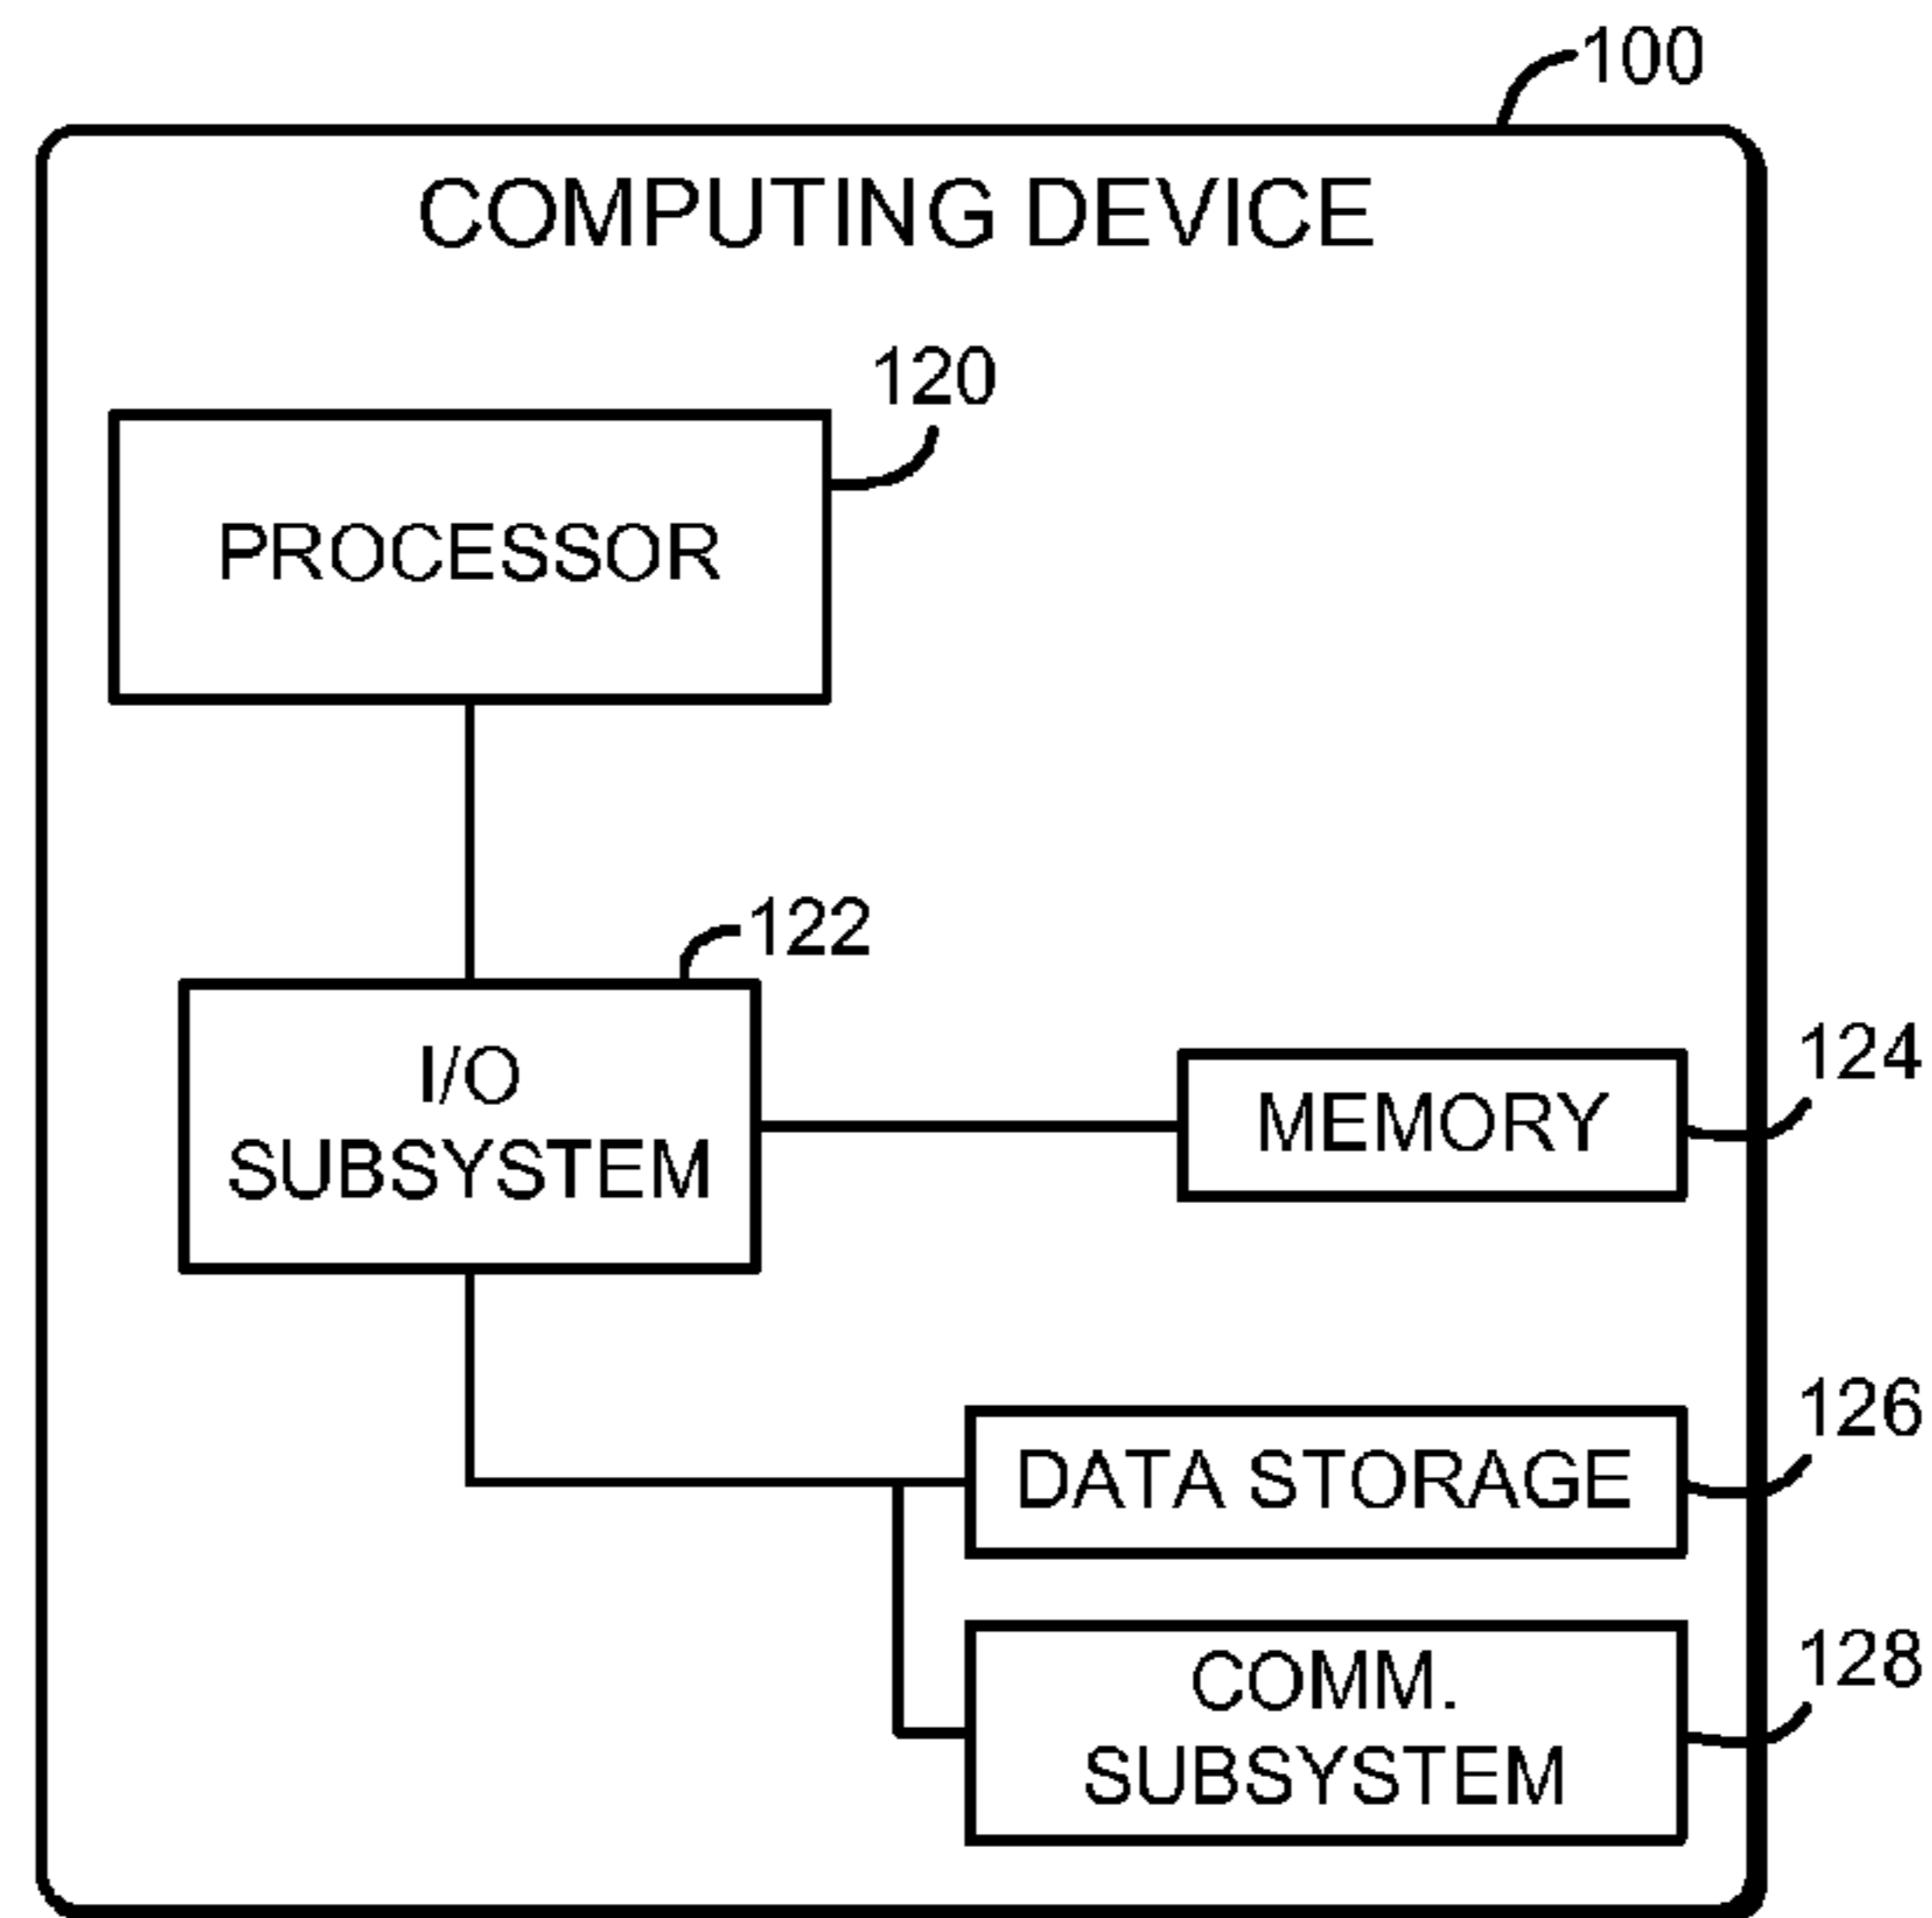 100
COMPUTING DEVICE
120
PROCESSOR
122
I/O
SUBSYSTEM
124
MEMORY
126
DATA STORAGE
128
COMM.
SUBSYSTEM